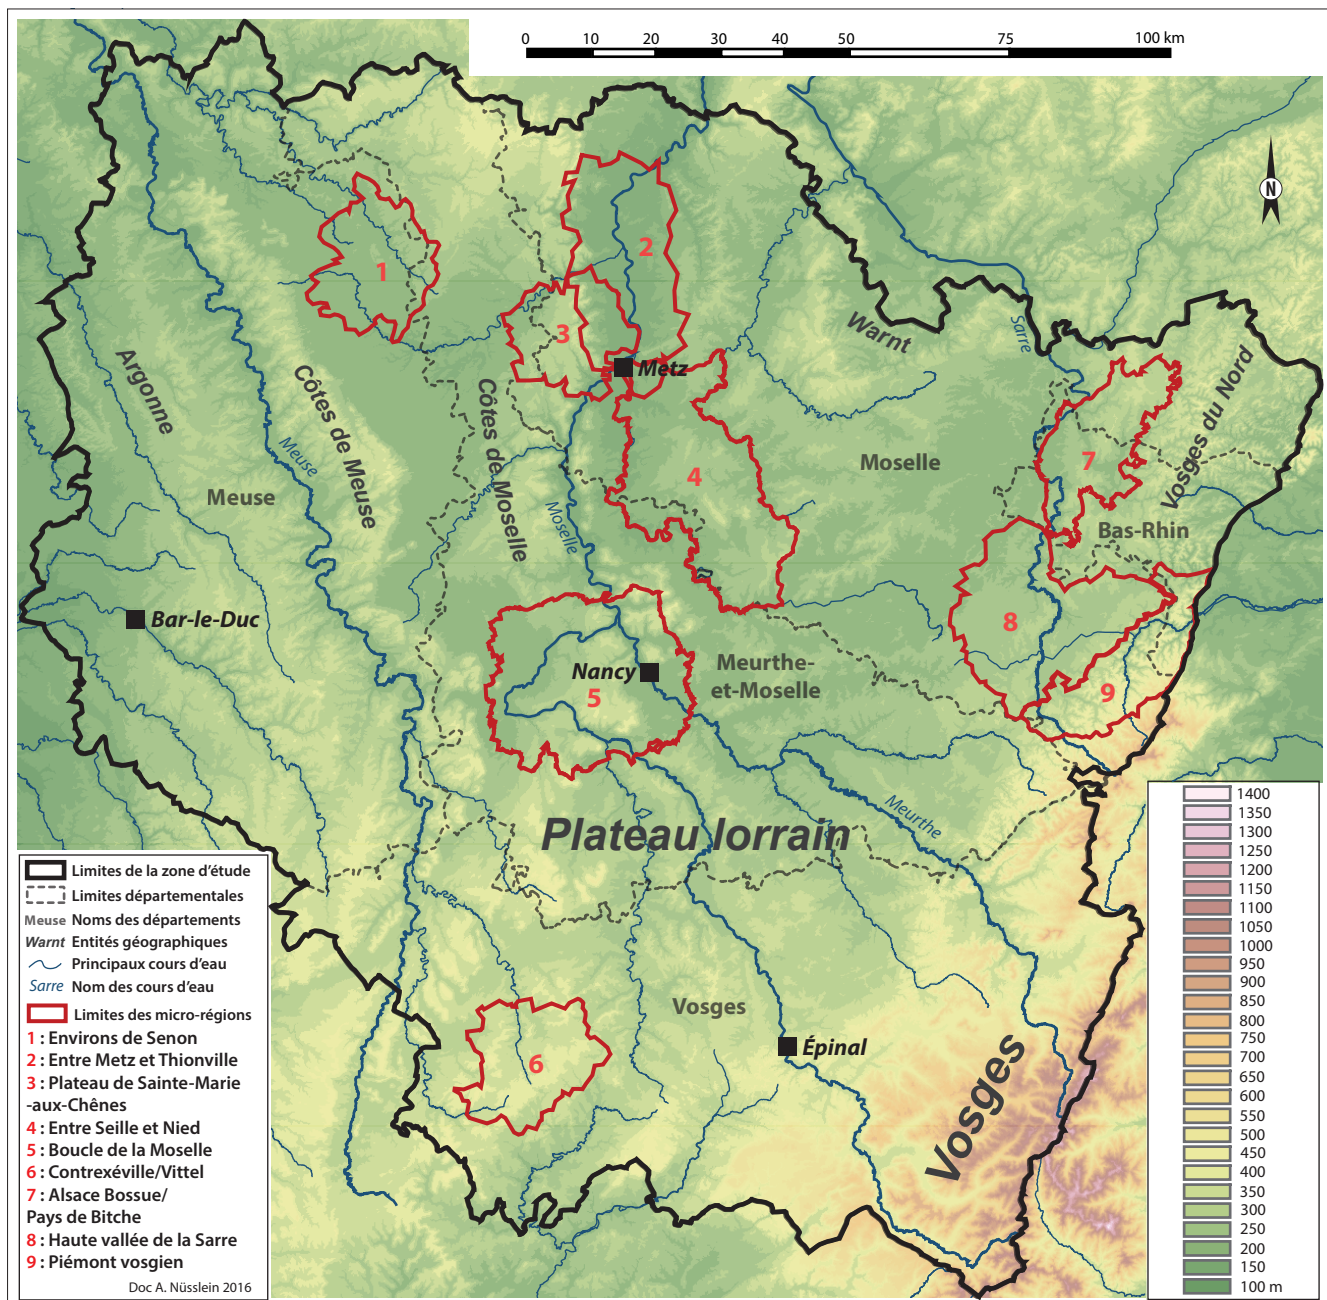 0 10 20 30 40 50 75 100 km
N
1
2
3
Metz
Warnt
Sarre
Argonne
Côtes de Meuse
Meuse
Côtes de Moselle
Moselle
Meuse
4
Moselle
7
Vosges du Nord
Bas-Rhin
Bar-le-Duc
Nancy
5
Meurthe-
et-Moselle
8
9
Plateau lorrain
Meurthe
Vosges
6
Épinal
Vosges
Limites de la zone d'étude
Limites départementales
Meuse Noms des départements
Warnt Entités géographiques
Principaux cours d'eau
Sarre Nom des cours d'eau
Limites des micro-régions
1 : Environs de Senon
2 : Entre Metz et Thionville
3 : Plateau de Sainte-Marie
-aux-Chênes
4 : Entre Seille et Nied
5 : Boucle de la Moselle
6 : Contrexéville/Vittel
7 : Alsace Bossue/
Pays de Bitche
8 : Haute vallée de la Sarre
9 : Piémont vosgien
Doc A. Nüsslein 2016
1400
1350
1300
1250
1200
1150
1100
1050
1000
950
900
850
800
750
700
650
600
550
500
450
400
350
300
250
200
150
100 m